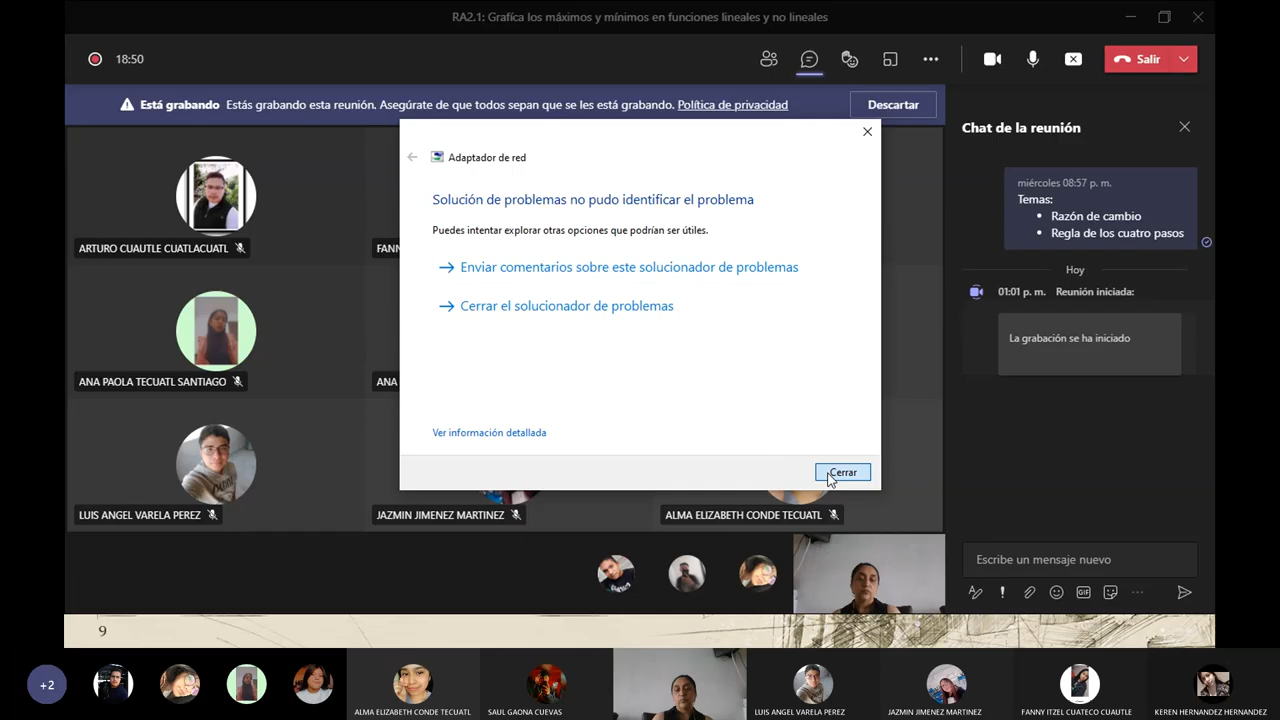 RA2.1: Grafíca los máximos y mínimos en funciones lineales y no lineales
18:50
Salir
Está grabando Estás grabando esta reunión. Asegúrate de que todos sepan que se les está grabando. Política de privacidad
Descartar
Chat de la reunión
miércoles 08:57 p. m.
Temas:
• Razón de cambio
• Regla de los cuatro pasos
Hoy
01:01 p. m. Reunión iniciada:
La grabación se ha iniciado
Adaptador de red
Solución de problemas no pudo identificar el problema
Puedes intentar explorar otras opciones que podrían ser útiles.
Enviar comentarios sobre este solucionador de problemas
Cerrar el solucionador de problemas
Ver información detallada
Cerrar
ARTURO CUAUTLE CUATLACUATL
FANN
ANA PAOLA TECUATL SANTIAGO
ANA
LUIS ANGEL VARELA PEREZ
JAZMIN JIMENEZ MARTINEZ
ALMA ELIZABETH CONDE TECUATL
Escribe un mensaje nuevo
GIF
9
+2
ALMA ELIZABETH CONDE TECUATL
SAUL GAONA CUEVAS
LUIS ANGEL VARELA PEREZ
JAZMIN JIMENEZ MARTINEZ
FANNY ITZEL CUATECO CUAUTLE
KEREN HERNANDEZ HERNANDEZ